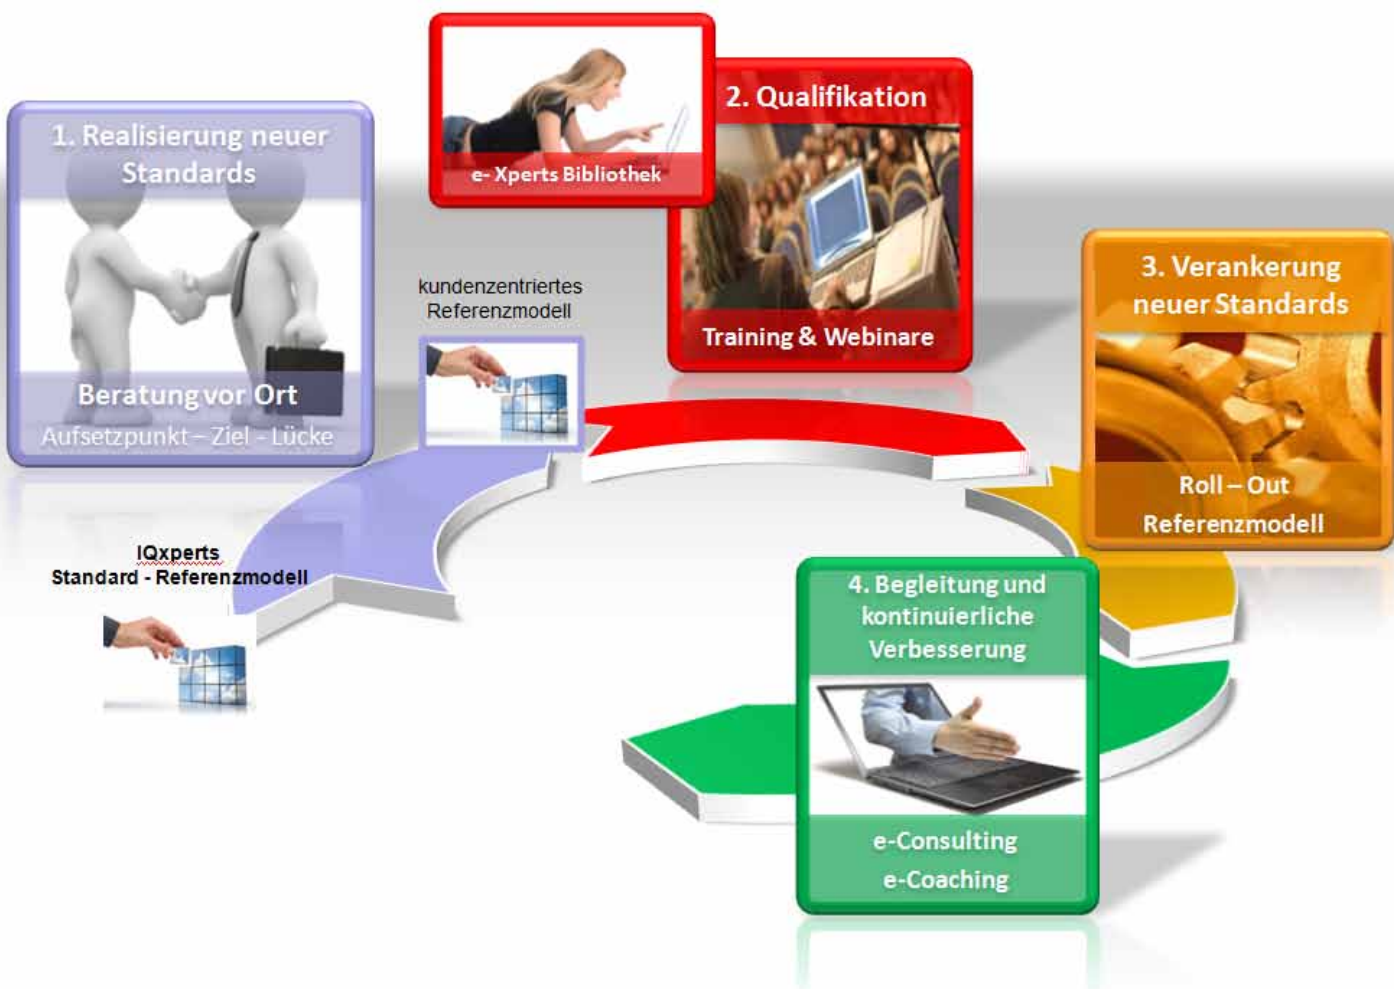 1. Realisierung neuer
Standards
Beratung vor Ort
Aufsetzpunkt – Ziel - Lücke
IQxperts
Standard - Referenzmodell
kundenzentriertes
Referenzmodell
e- Xperts Bibliothek
2. Qualifikation
Training & Webinare
3. Verankerung
neuer Standards
Roll – Out
Referenzmodell
4. Begleitung und
kontinuierliche
Verbesserung
e-Consulting
e-Coaching